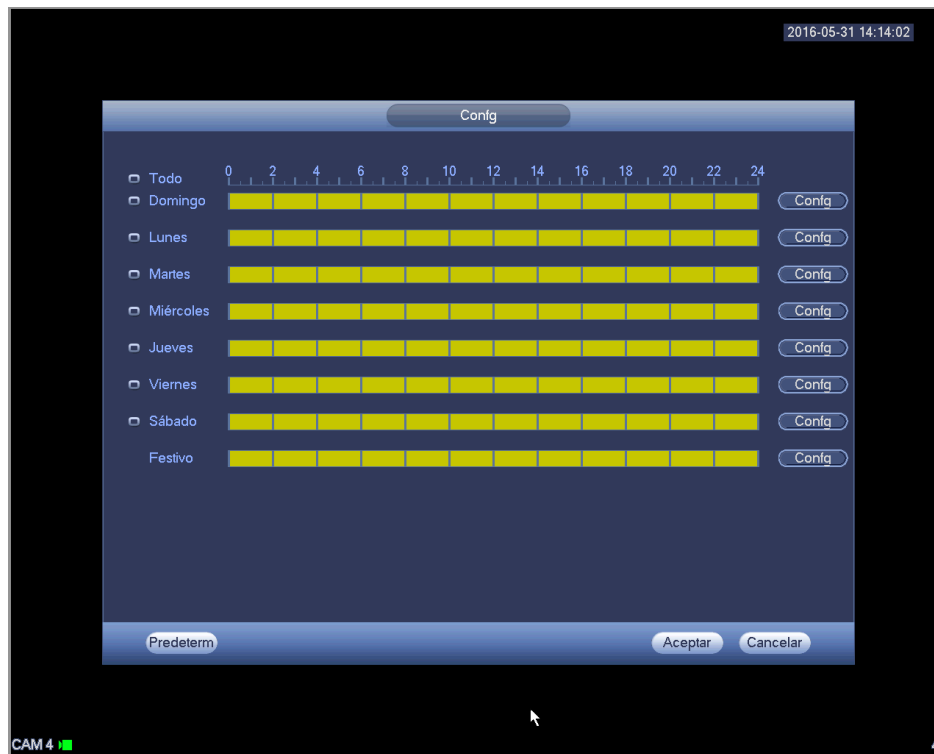 2016-05-31 14:14:02
Confg
Todo 0 2 4 6 8 10 12 14 16 18 20 22 24
Domingo Confg
Lunes Confg
Martes Confg
Miércoles Confg
Jueves Confg
Viernes Confg
Sábado Confg
Festivo Confg
Predeterm Aceptar Cancelar
CAM 4